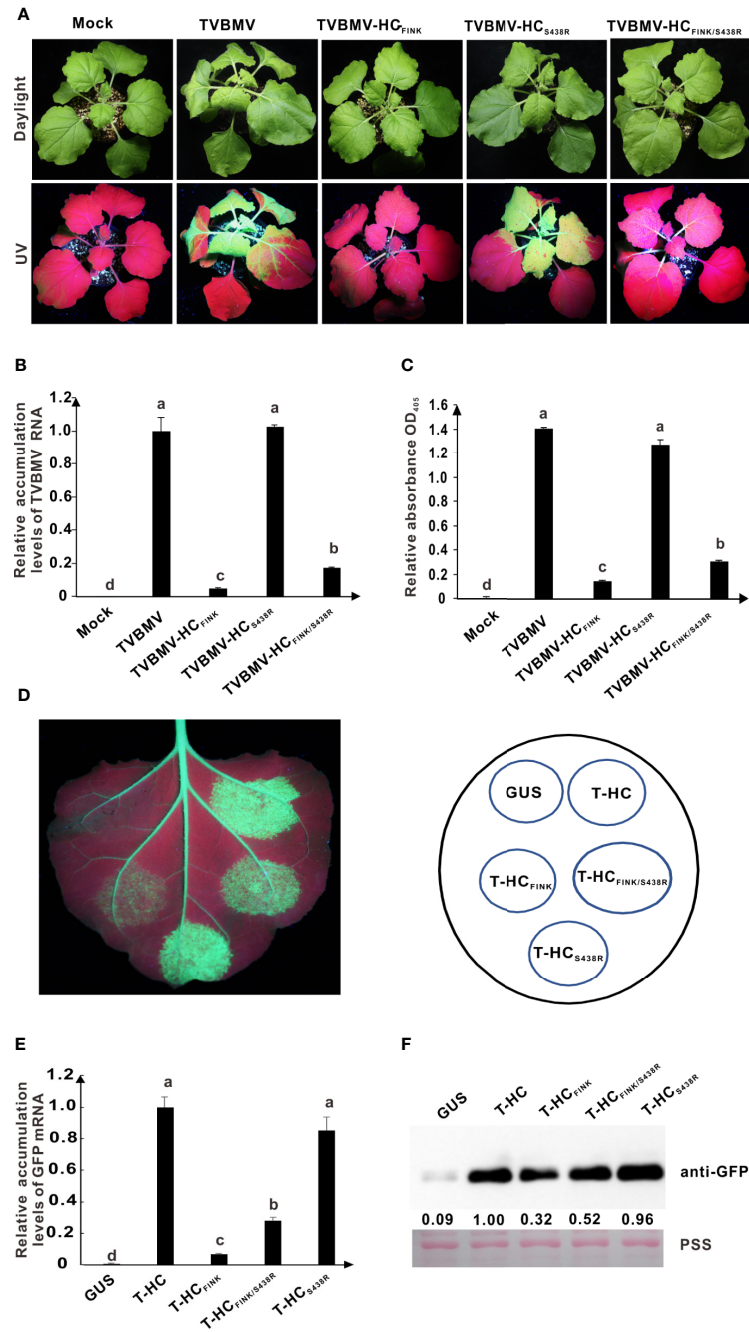 A
Mock TVBMV TVBMV-HCFINK TVBMV-HCS438R TVBMV-HCFINK/S438R
Daylight
UV
B
Relative accumulation
levels of TVBMV RNA
1.2
1.0
0.8
0.6
0.4
0.2
0
d a c a b
Mock TVBMV TVBMV-HCFINK TVBMV-HCS438R TVBMV-HCFINK/S438R
C
Relative absorbance OD405
1.6
1.4
1.2
1.0
0.8
0.6
0.4
0.2
0
d a c a b
Mock TVBMV TVBMV-HCFINK TVBMV-HCS438R TVBMV-HCFINK/S438R
D
GUS T-HC
T-HCFINK T-HCFINK/S438R
T-HCS438R
E
Relative accumulation
levels of GFP mRNA
1.2
1.0
0.8
0.6
0.4
0.2
0
d a c b a
GUS T-HC T-HCFINK T-HCFINK/S438R T-HCS438R
F
GUS T-HC T-HCFINK T-HCFINK/S438R T-HCS438R
anti-GFP
0.09 1.00 0.32 0.52 0.96
PSS